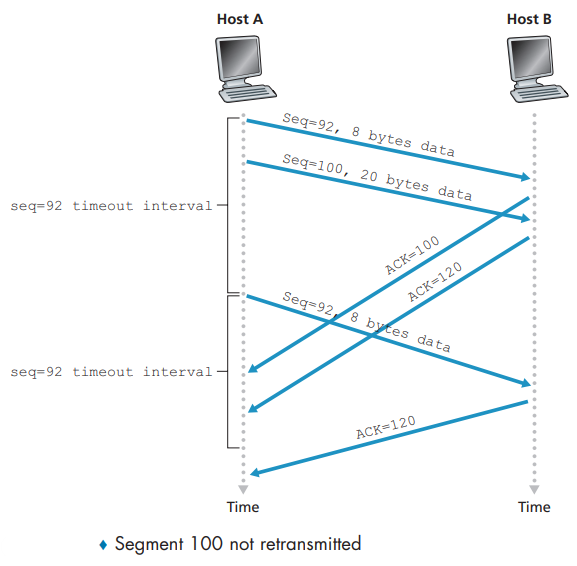 Host A
Host B
Seq=92, 8 bytes data
Seq=100, 20 bytes data
seq=92 timeout interval
ACK=100
ACK=120
Seq=92, 8 bytes data
seq=92 timeout interval
ACK=120
Time
Time
♦ Segment 100 not retransmitted